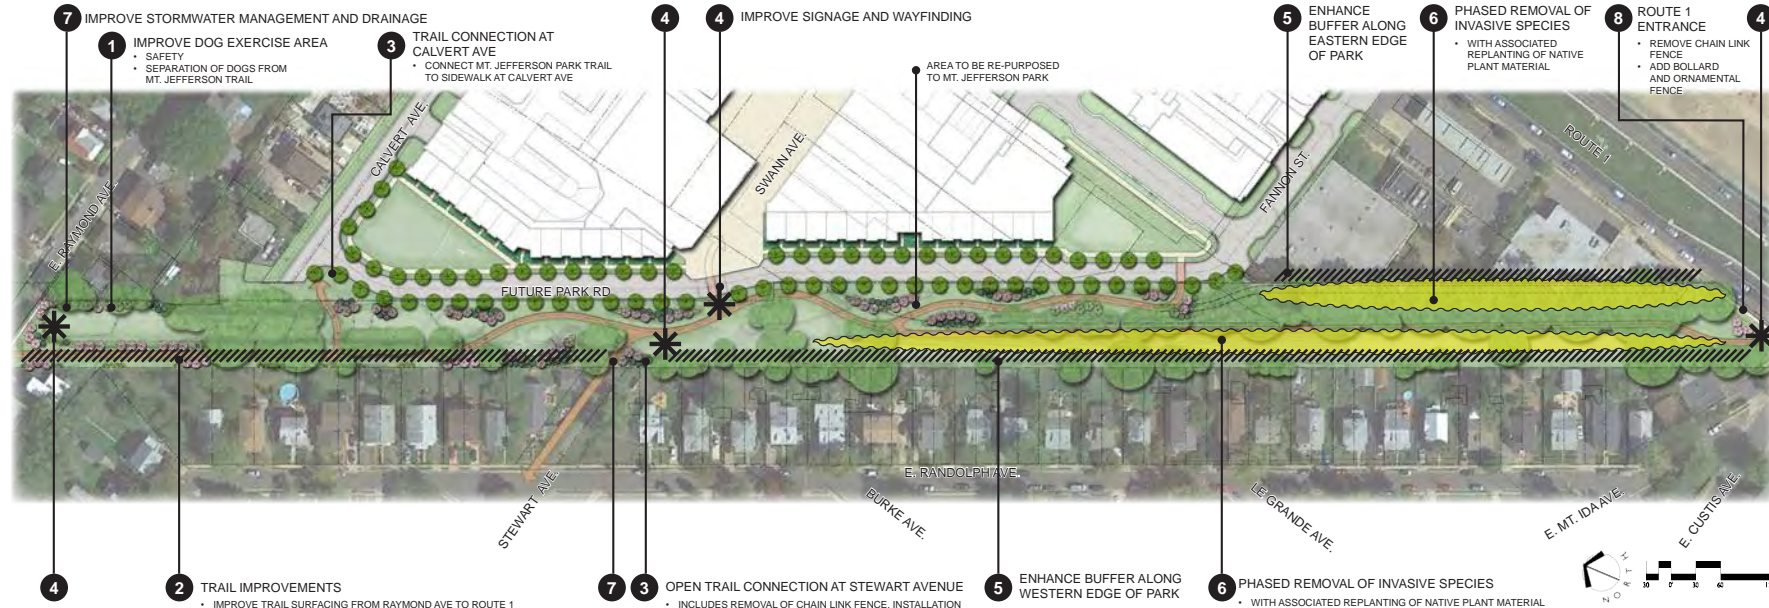 7 IMPROVE STORMWATER MANAGEMENT AND DRAINAGE
1 IMPROVE DOG EXERCISE AREA
• SAFETY
• SEPARATION OF DOGS FROM
MT. JEFFERSON TRAIL
3 TRAIL CONNECTION AT
CALVERT AVE
• CONNECT MT. JEFFERSON PARK TRAIL
TO SIDEWALK AT CALVERT AVE
4
4 IMPROVE SIGNAGE AND WAYFINDING
AREA TO BE RE-PURPOSED
TO MT. JEFFERSON PARK
5 ENHANCE
BUFFER ALONG
EASTERN EDGE
OF PARK
6 PHASED REMOVAL OF
INVASIVE SPECIES
• WITH ASSOCIATED
REPLANTING OF NATIVE
PLANT MATERIAL
8 ROUTE 1
ENTRANCE
• REMOVE CHAIN LINK
FENCE
• ADD BOLLARD
AND ORNAMENTAL
FENCE
4
E. RAYMOND AVE.
CALVERT AVE.
SWANN AVE.
FANNON ST.
ROUTE 1
FUTURE PARK RD
E. RANDOLPH AVE.
STEWART AVE.
BURKE AVE.
LE GRANDE AVE.
E. MT. IDA AVE.
E. CUSTIS AVE.
4
2 TRAIL IMPROVEMENTS
• IMPROVE TRAIL SURFACING FROM RAYMOND AVE TO ROUTE 1
7
3 OPEN TRAIL CONNECTION AT STEWART AVENUE
• INCLUDES REMOVAL OF CHAIN LINK FENCE, INSTALLATION
5 ENHANCE BUFFER ALONG
WESTERN EDGE OF PARK
6 PHASED REMOVAL OF INVASIVE SPECIES
• WITH ASSOCIATED REPLANTING OF NATIVE PLANT MATERIAL
NORTH